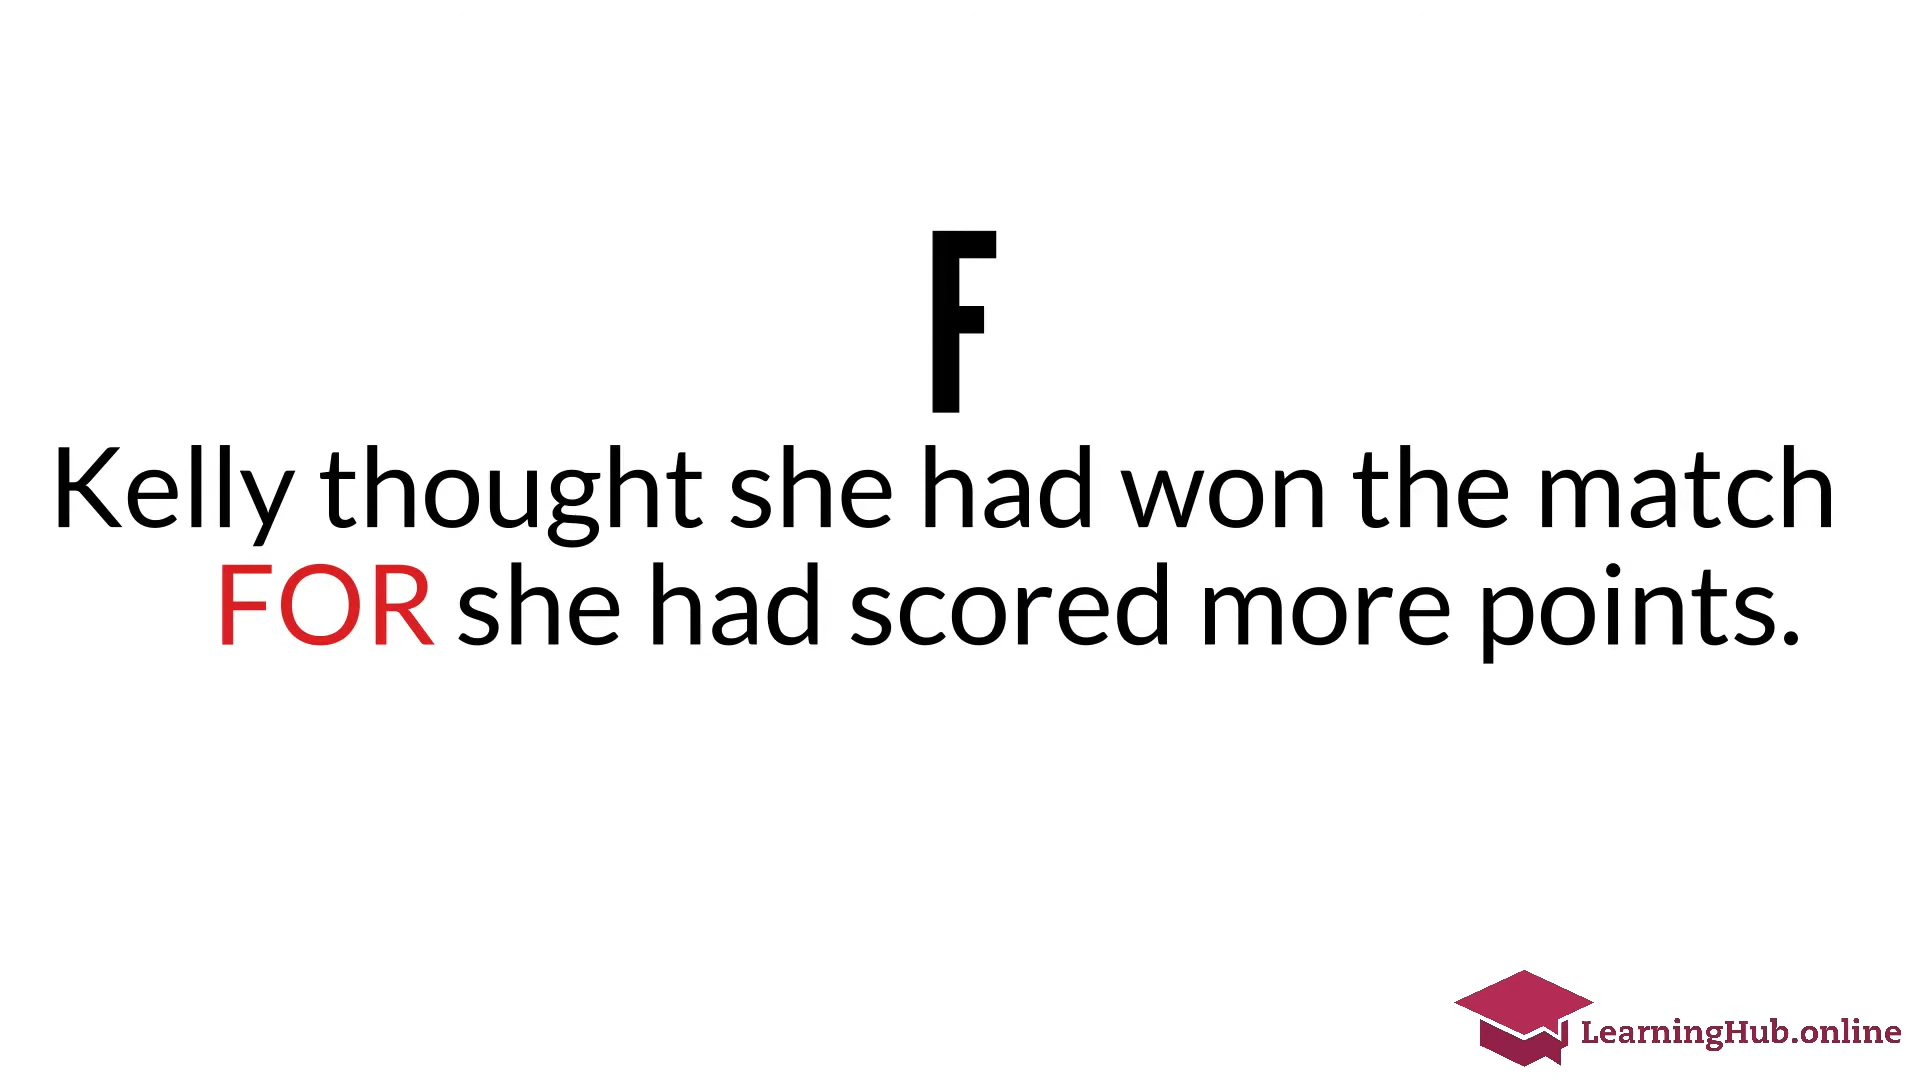 F
Kelly thought she had won the match
FOR she had scored more points.
LearningHub.online